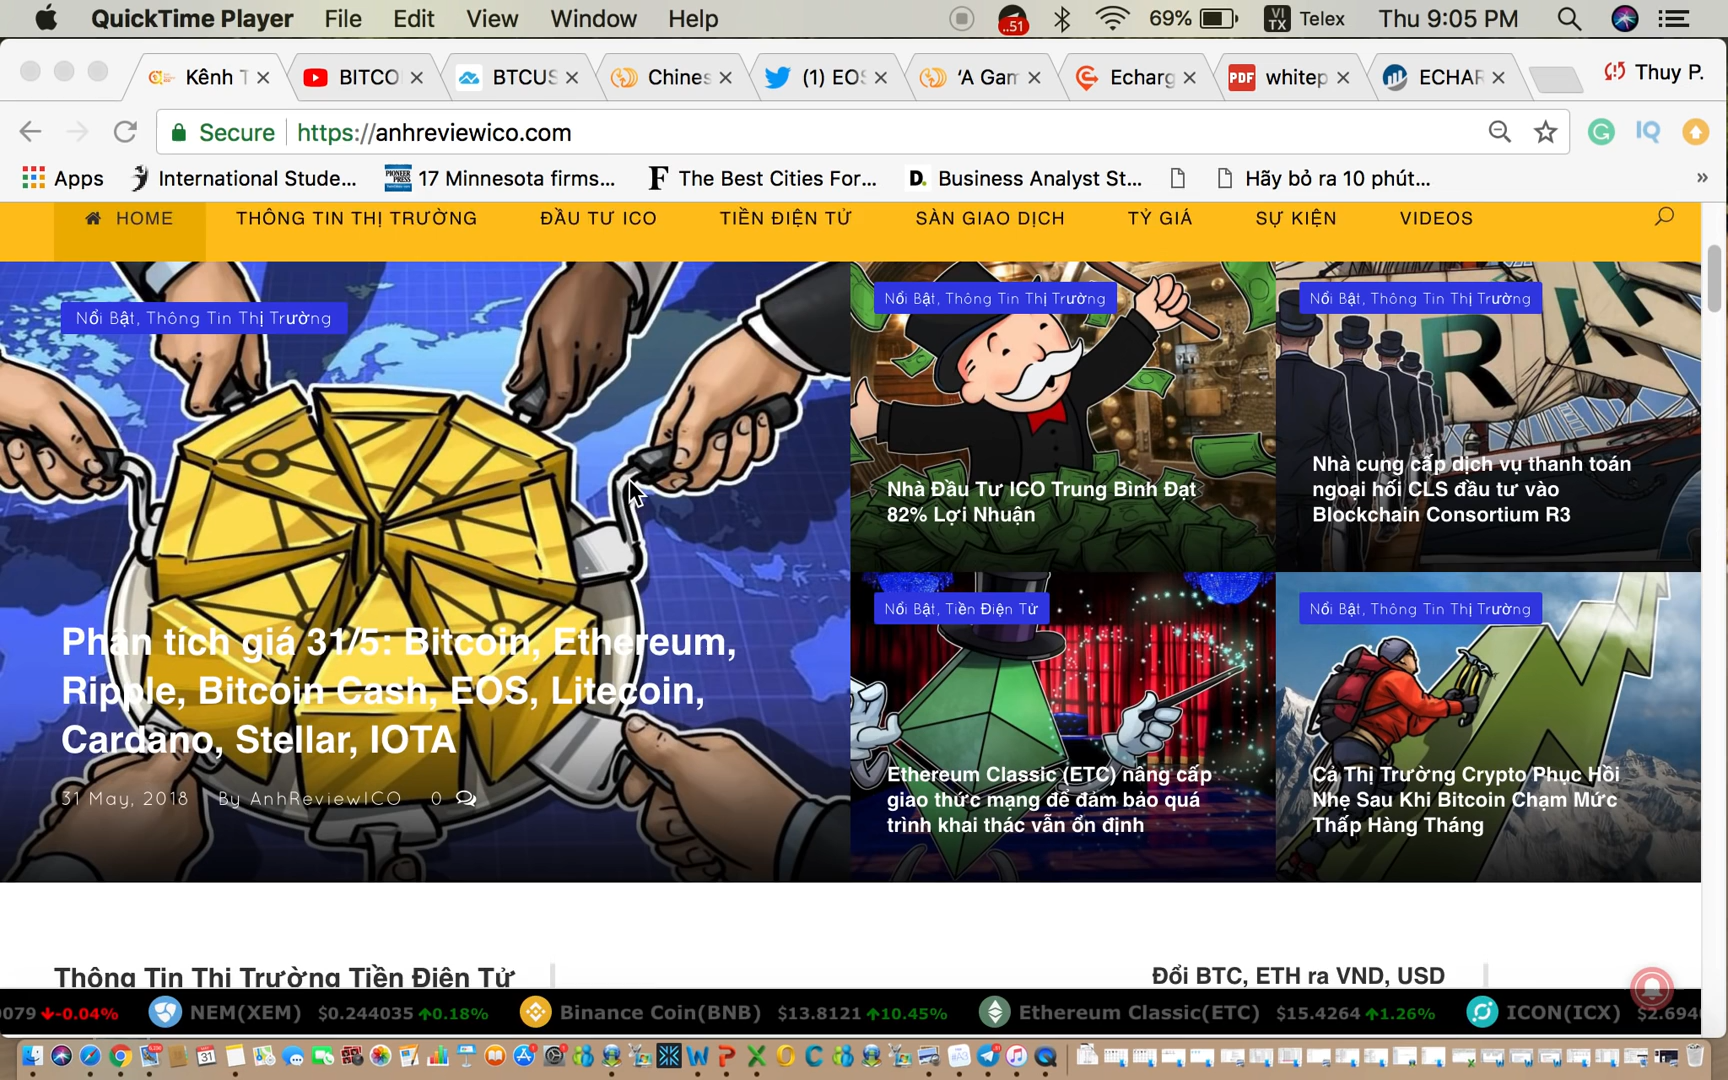 QuickTime Player File Edit View Window Help ..51 69% VI TX Telex Thu 9:05 PM
Kênh T BITCO BTCUS Chines (1) EOS 'A Gam Echarg PDF whitep ECHAR Thuy P.
Secure https://anhreviewico.com IQ
Apps International Stude... PIONEER PRESS 17 Minnesota firms... F The Best Cities For... D. Business Analyst St... Hãy bỏ ra 10 phút... »
HOME THÔNG TIN THỊ TRƯỜNG ĐẦU TƯ ICO TIỀN ĐIỆN TỬ SÀN GIAO DỊCH TỶ GIÁ SỰ KIỆN VIDEOS
Nổi Bật, Thông Tin Thị Trường
Phân tích giá 31/5: Bitcoin, Ethereum,
Ripple, Bitcoin Cash, EOS, Litecoin,
Cardano, Stellar, IOTA
31 May, 2018 By AnhReviewICO 0
Nổi Bật, Thông Tin Thị Trường
Nhà Đầu Tư ICO Trung Bình Đạt
82% Lợi Nhuận
Nổi Bật, Thông Tin Thị Trường
R
Nhà cung cấp dịch vụ thanh toán
ngoại hối CLS đầu tư vào
Blockchain Consortium R3
Nổi Bật, Tiền Điện Tử
Ethereum Classic (ETC) nâng cấp
giao thức mạng để đảm bảo quá
trình khai thác vẫn ổn định
Nổi Bật, Thông Tin Thị Trường
Cả Thị Trường Crypto Phục Hồi
Nhẹ Sau Khi Bitcoin Chạm Mức
Thấp Hàng Tháng
Thông Tin Thị Trường Tiền Điện Tử
Đổi BTC, ETH ra VND, USD
0079 -0.04% NEM(XEM) $0.244035 0.18% Binance Coin(BNB) $13.8121 10.45% Ethereum Classic(ETC) $15.4264 1.26% ICON(ICX) $2.694